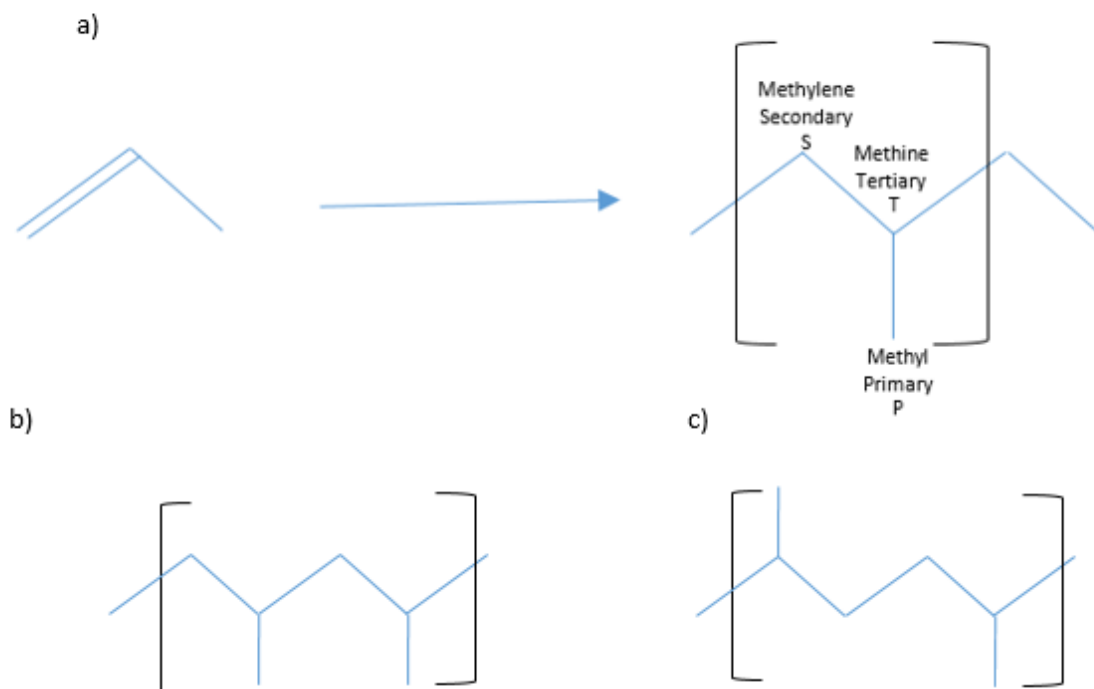 a)
Methylene
Secondary
S
Methine
Tertiary
T
Methyl
Primary
P
b)
c)